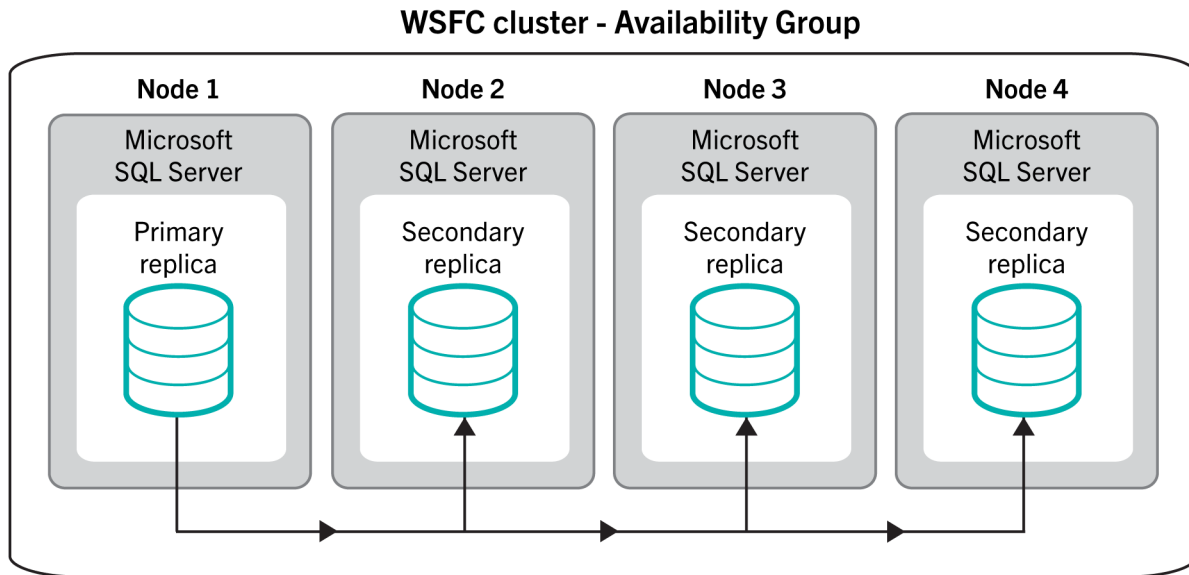 WSFC cluster - Availability Group
Node 1
Microsoft
SQL Server
Primary
replica
Node 2
Microsoft
SQL Server
Secondary
replica
Node 3
Microsoft
SQL Server
Secondary
replica
Node 4
Microsoft
SQL Server
Secondary
replica